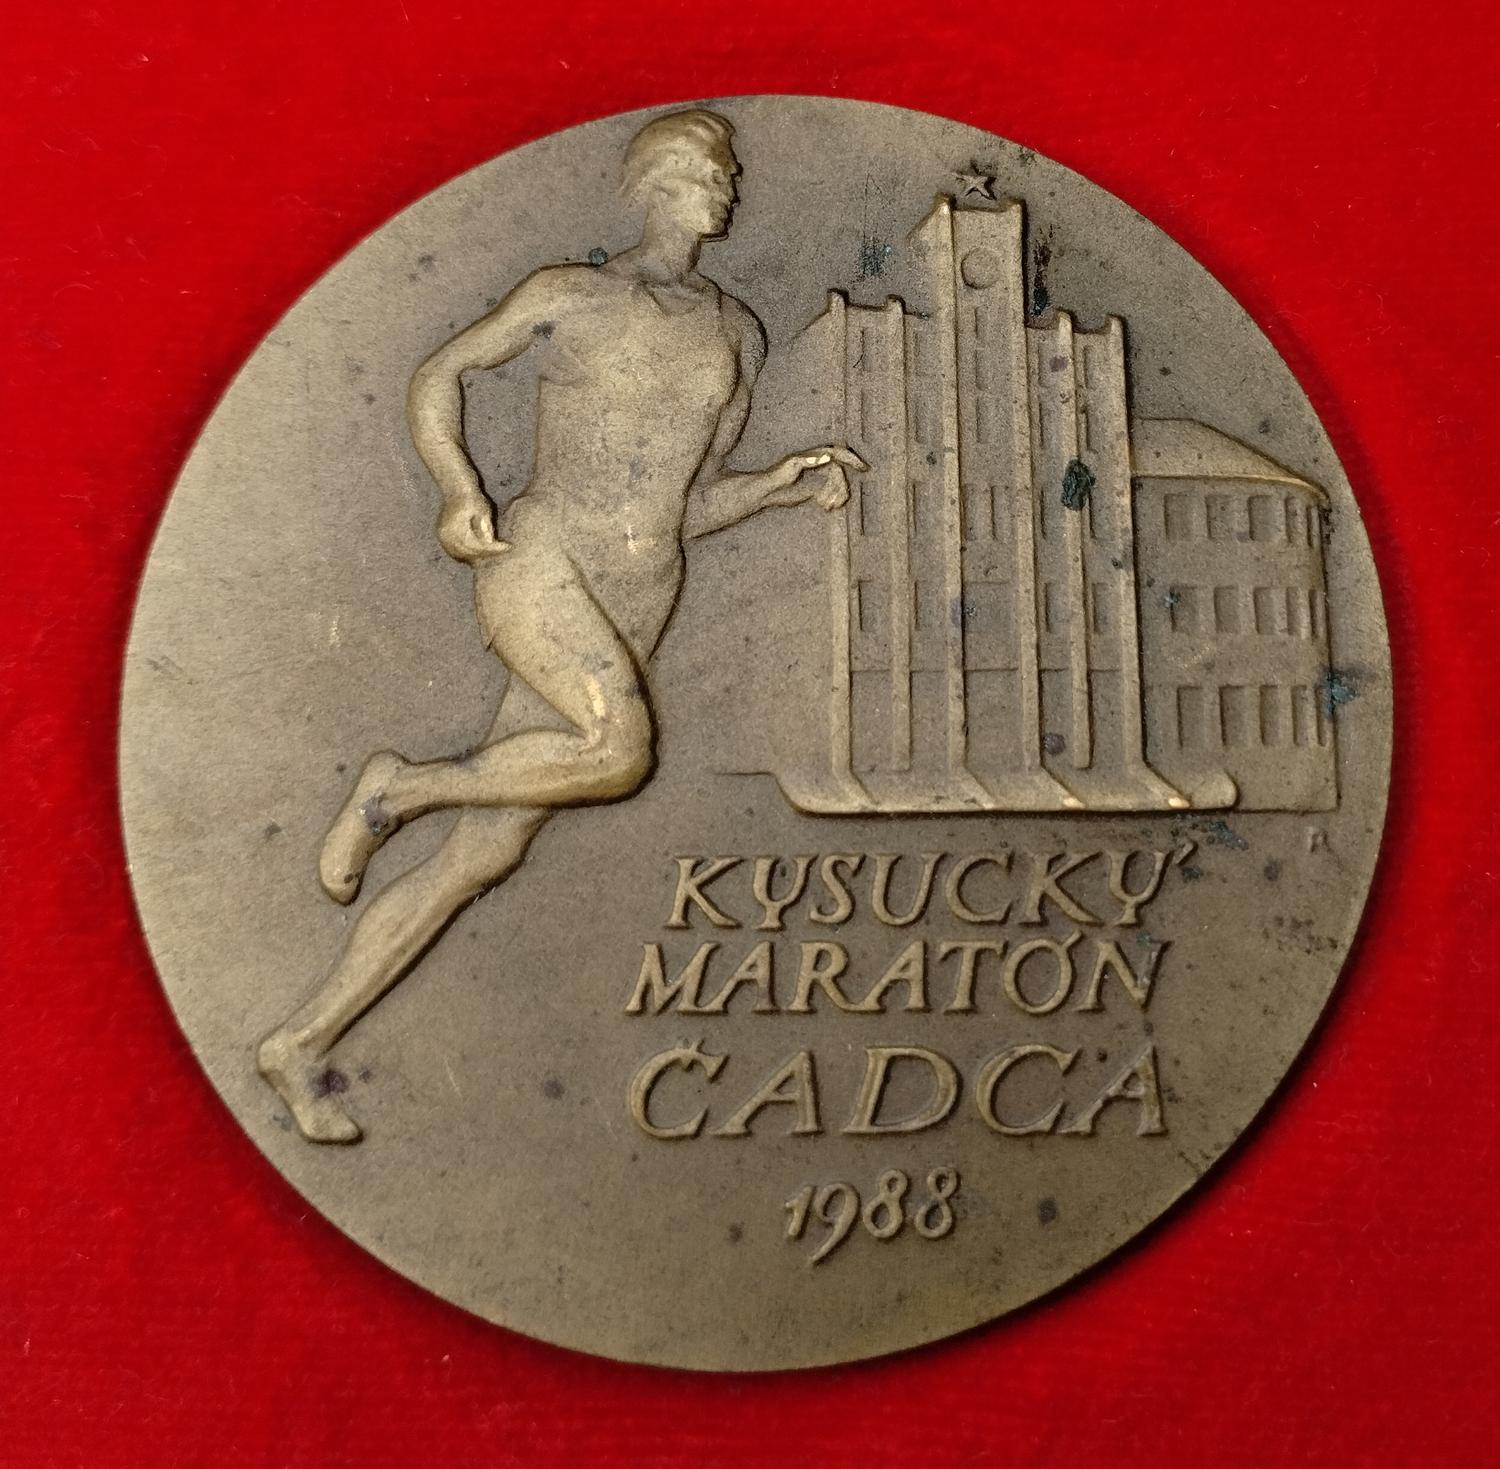 KYSUCKÝ
MARATÓN
ČADCA
1988